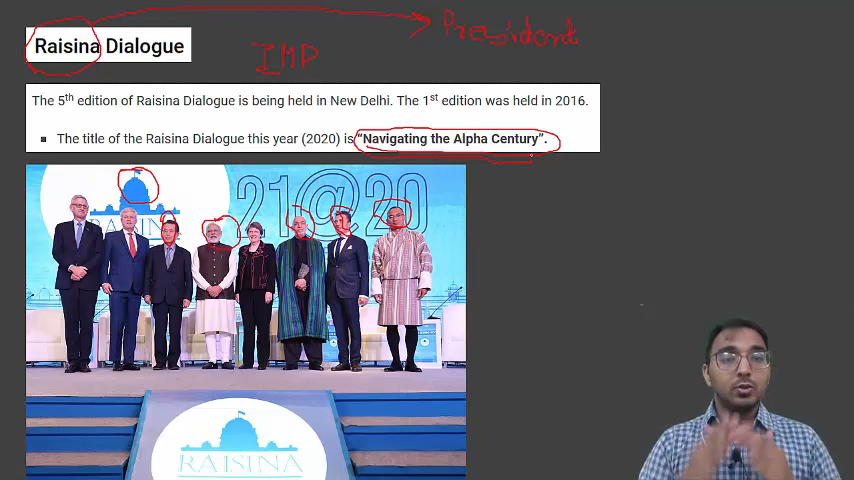 President
Raisina Dialogue
IMP
The 5th edition of Raisina Dialogue is being held in New Delhi. The 1st edition was held in 2016.
▪ The title of the Raisina Dialogue this year (2020) is “Navigating the Alpha Century”.
RAISINA
21@20
RAISINA